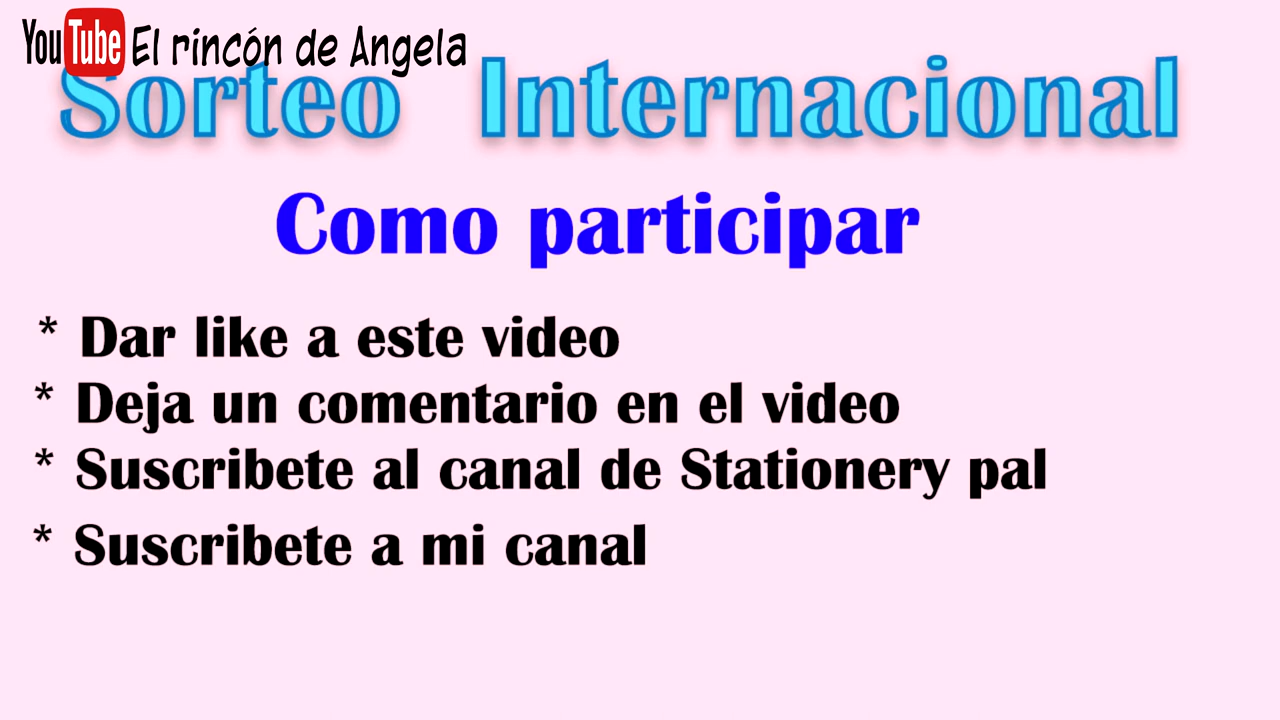 YouTube El rincón de Angela
Sorteo Internacional
Como participar
* Dar like a este video
* Deja un comentario en el video
* Suscribete al canal de Stationery pal
* Suscribete a mi canal